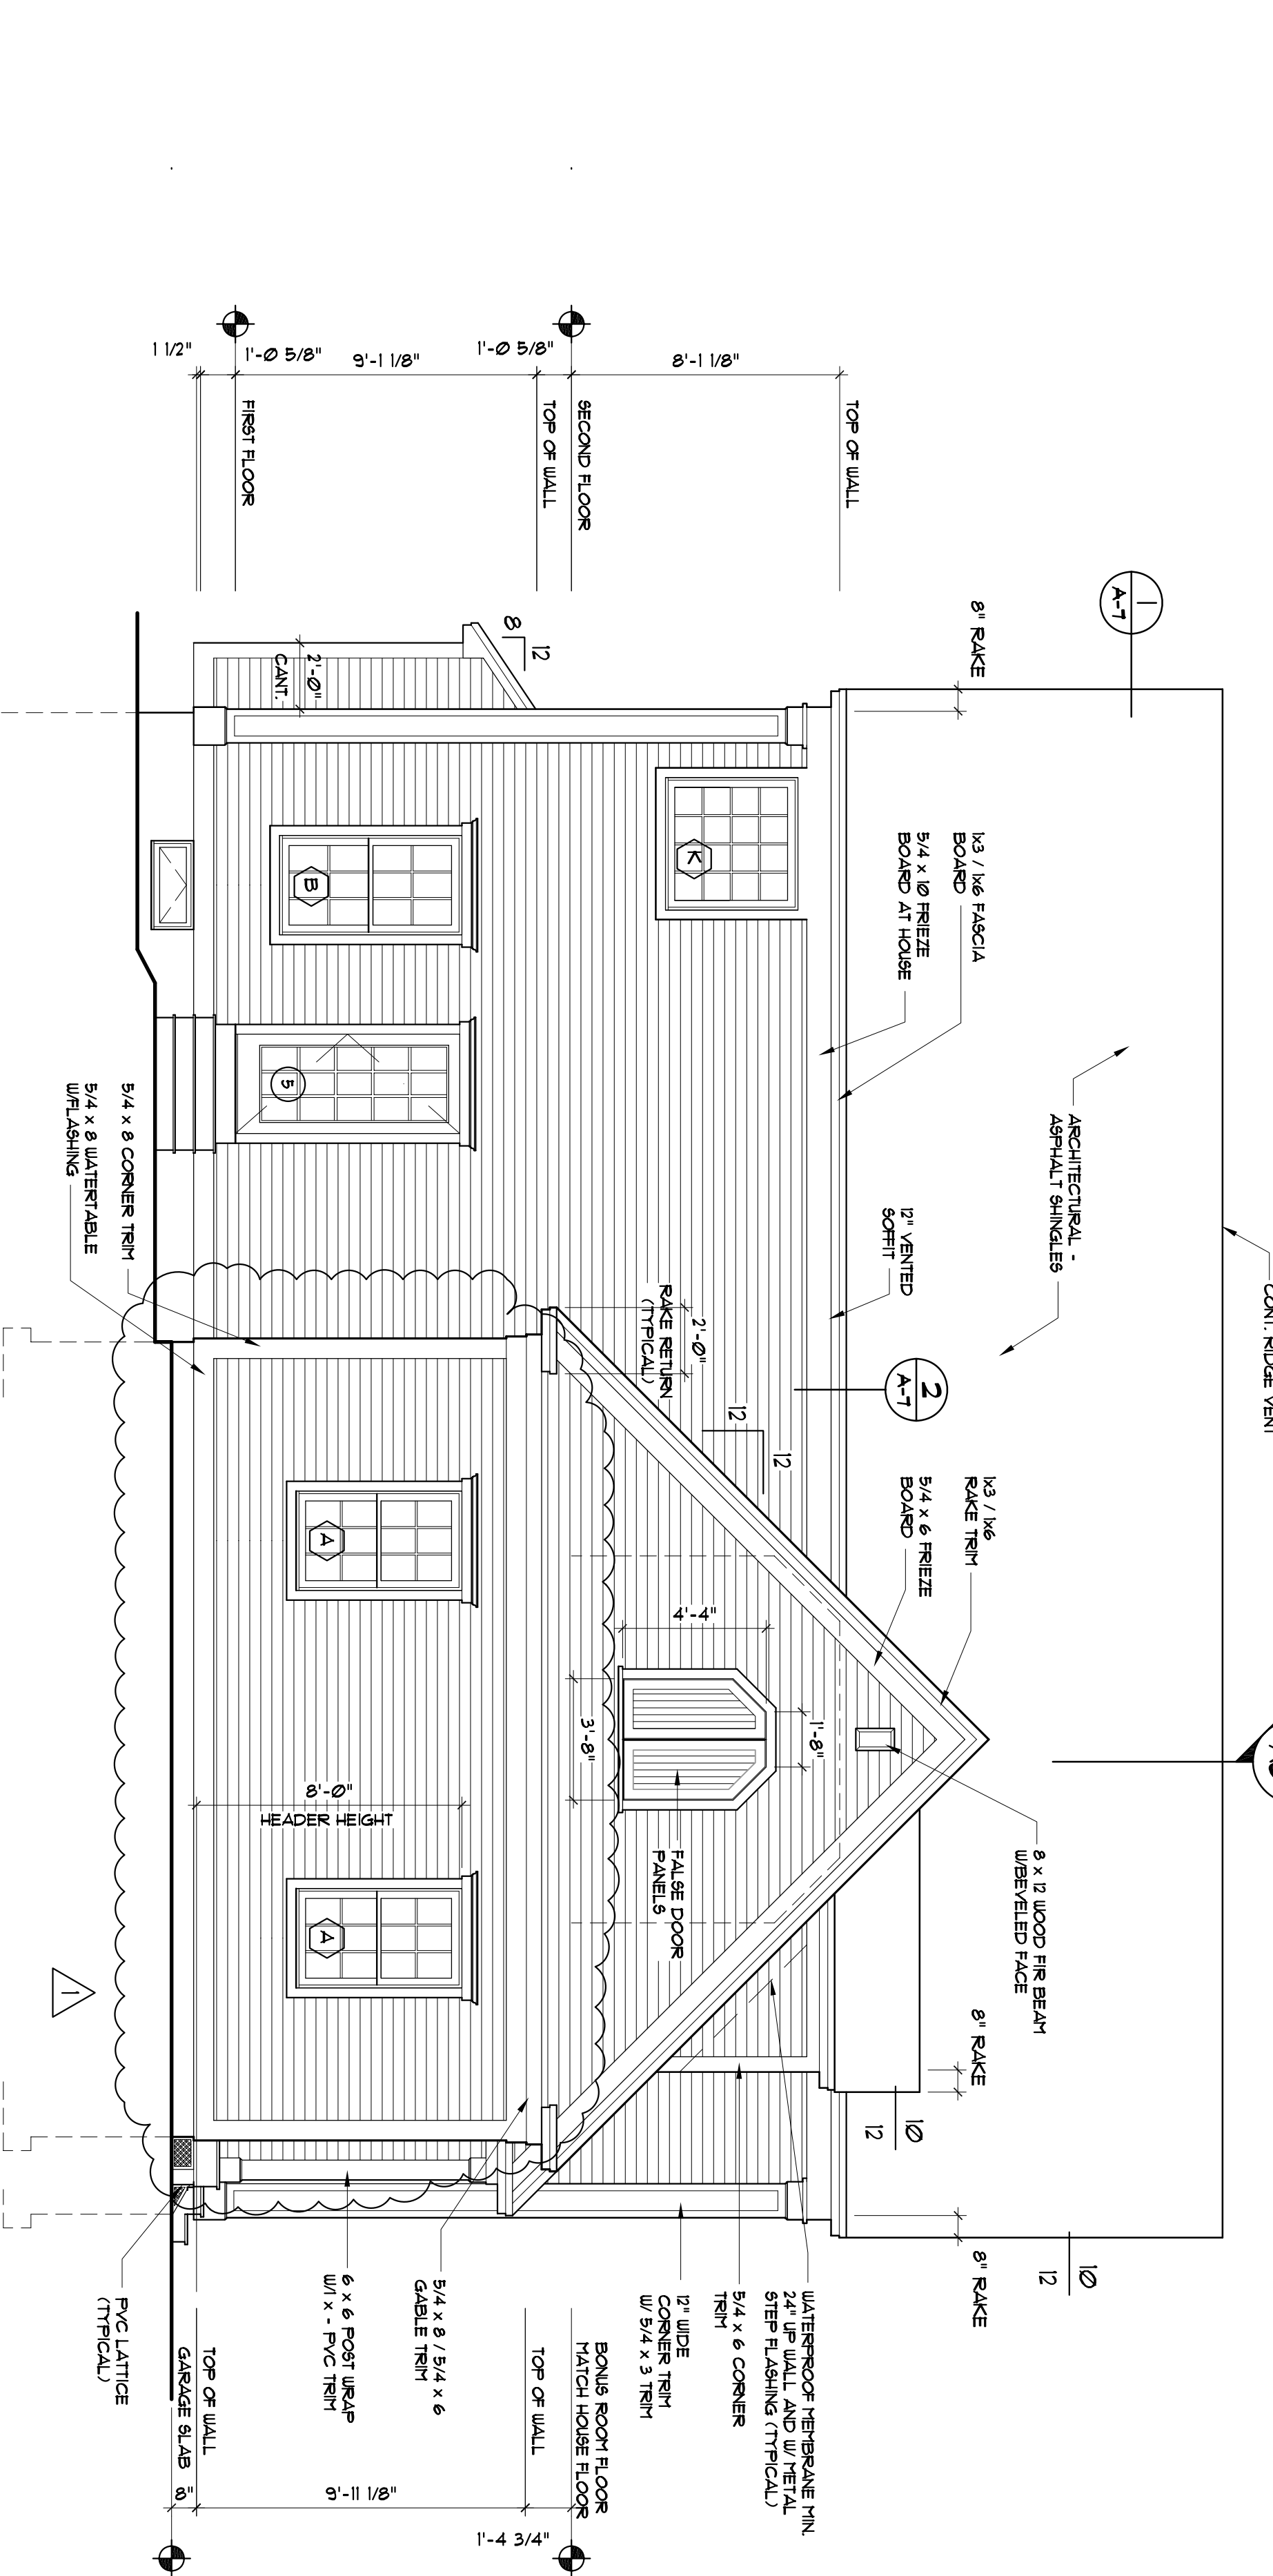 CONT. RIDGE VENT
1
A-7
8" RAKE
ARCHITECTURAL -
ASPHALT SHINGLES
1x3 / 1x6 FASCIA
BOARD
5/4 x 10 FRIEZE
BOARD AT HOUSE
12" VENTED
SOFFIT
2
A-7
1x3 / 1x6
RAKE TRIM
5/4 x 6 FRIEZE
BOARD
8 x 12 WOOD FIR BEAM
W/BEVELED FACE
8" RAKE
10
12
8" RAKE
10
12
TOP OF WALL
8'-1 1/8"
SECOND FLOOR
1'-0 5/8"
TOP OF WALL
9'-1 1/8"
FIRST FLOOR
1'-0 5/8"
1 1/2"
12
8
2'-0"
CANT.
K
B
5
2'-0"
RAKE RETURN
(TYPICAL)
12
12
4'-4"
1'-8"
3'-8"
FALSE DOOR
PANELS
A
8'-0"
HEADER HEIGHT
A
5/4 x 8 CORNER TRIM
5/4 x 8 WATERTABLE
W/FLASHING
1
WATERPROOF MEMBRANE MIN.
24" UP WALL AND W/ METAL
STEP FLASHING (TYPICAL)
5/4 x 6 CORNER
TRIM
12" WIDE
CORNER TRIM
W/ 5/4 x 3 TRIM
BONUS ROOM FLOOR
MATCH HOUSE FLOOR
1'-4 3/4"
TOP OF WALL
5/4 x 8 / 5/4 x 6
GABLE TRIM
6 x 6 POST WRAP
W/1 x - PVC TRIM
9'-11 1/8"
TOP OF WALL
8"
GARAGE SLAB
PVC LATTICE
(TYPICAL)